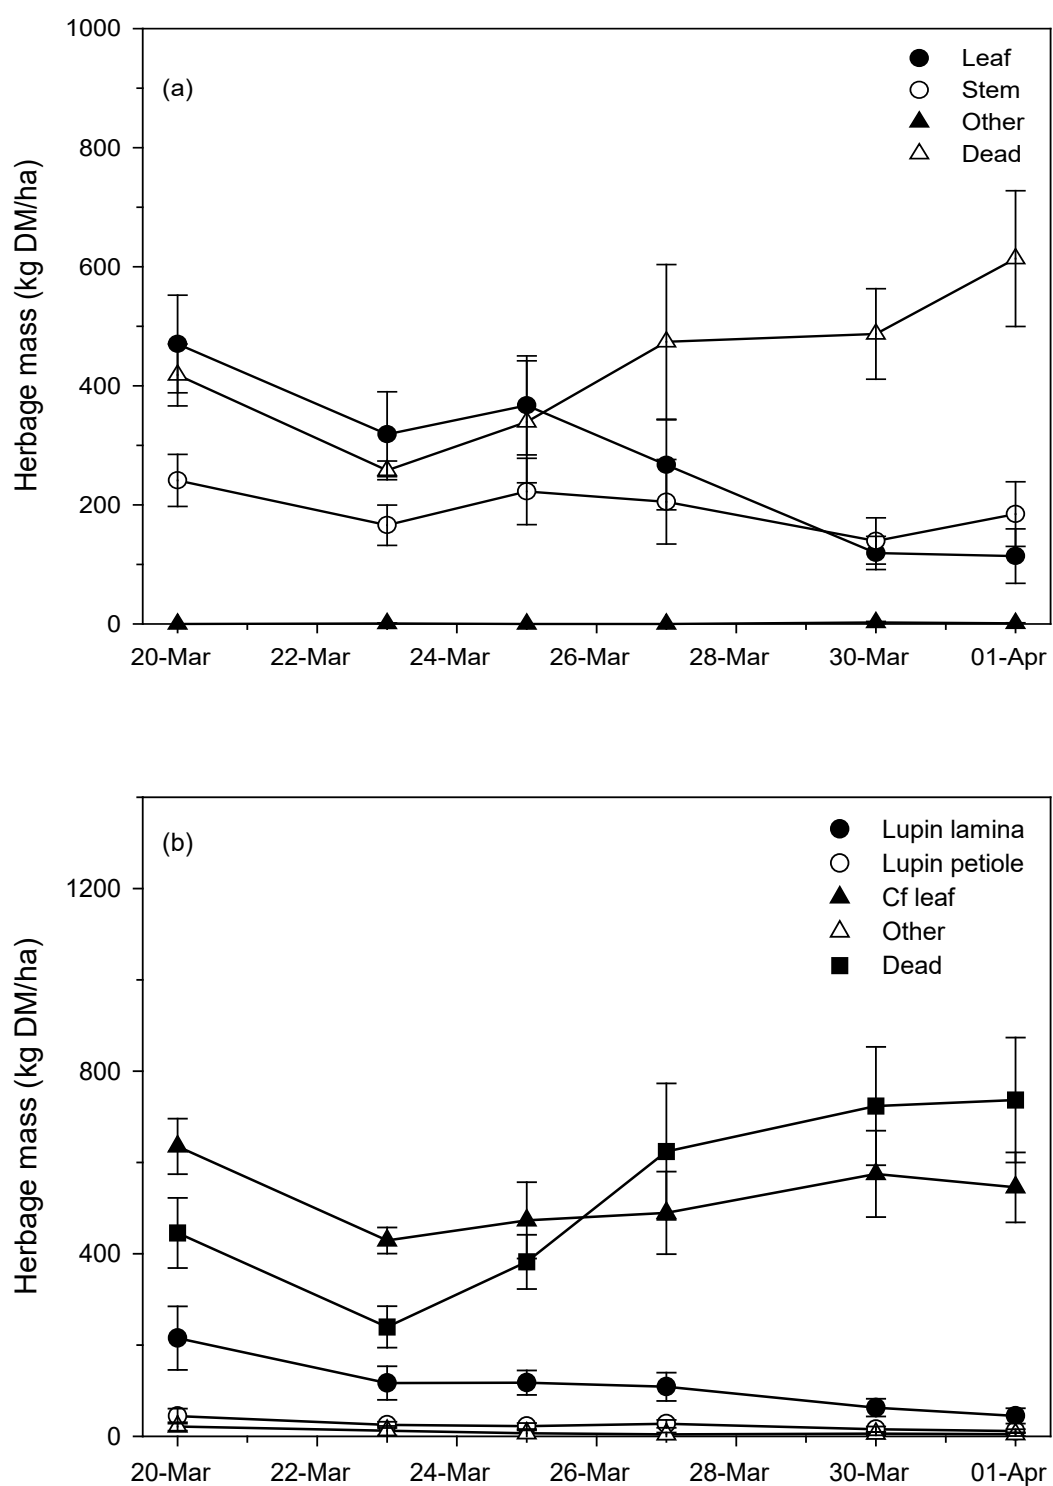 1000
(a)
Leaf
Stem
Other
Dead
800
600
400
200
0
Herbage mass (kg DM/ha)
20-Mar 22-Mar 24-Mar 26-Mar 28-Mar 30-Mar 01-Apr
(b)
Lupin lamina
Lupin petiole
Cf leaf
Other
Dead
1200
800
400
0
Herbage mass (kg DM/ha)
20-Mar 22-Mar 24-Mar 26-Mar 28-Mar 30-Mar 01-Apr